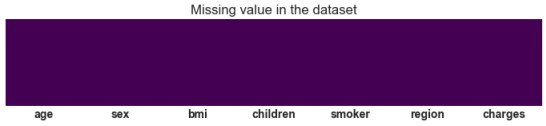 Missing value in the dataset
age sex bmi children smoker region charges